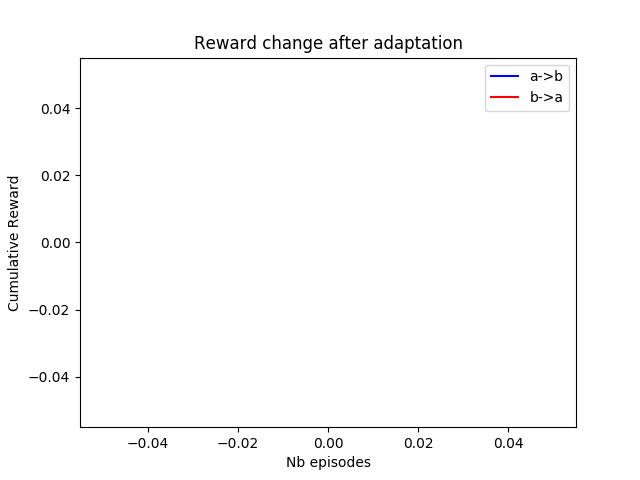 Reward change after adaptation
a->b
b->a
0.04
0.02
0.00
−0.02
−0.04
Cumulative Reward
−0.04 −0.02 0.00 0.02 0.04
Nb episodes